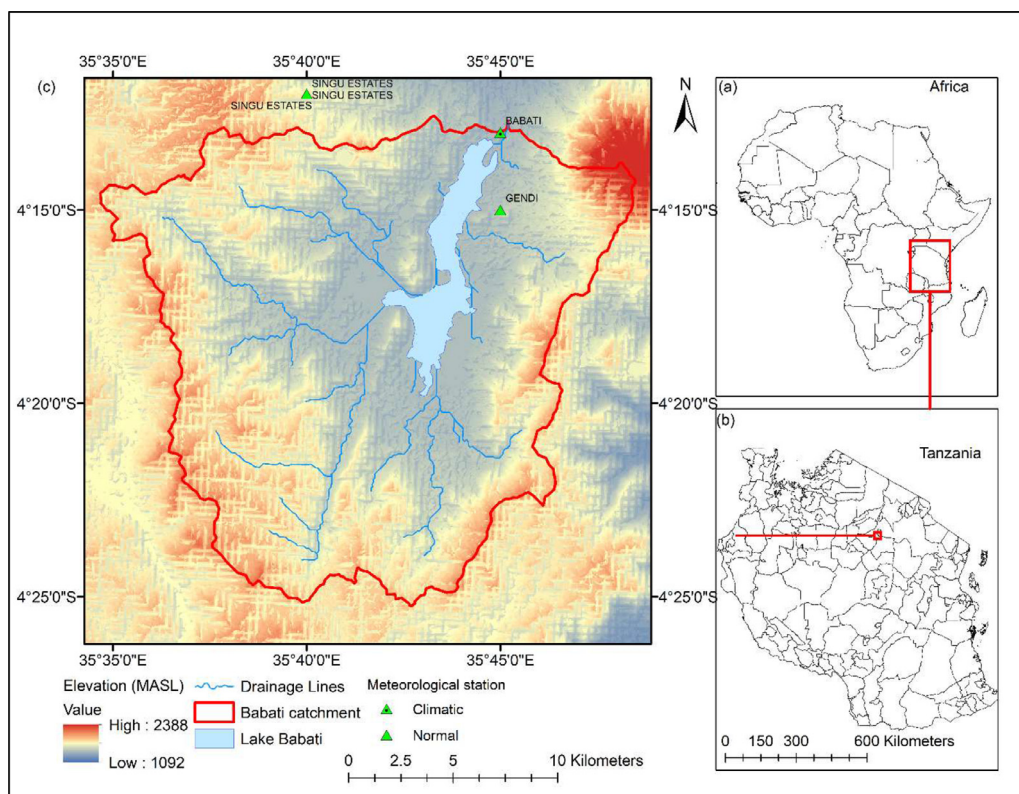 35°35'0"E 35°40'0"E 35°45'0"E
(c)
SINGU ESTATES
SINGU ESTATES
SINGU ESTATES
BABATI
GENDI
4°15'0"S
4°20'0"S
4°25'0"S
4°15'0"S
4°20'0"S
4°25'0"S
35°35'0"E 35°40'0"E 35°45'0"E
N
(a) Africa
(b)
Tanzania
0 150 300 600 Kilometers
Elevation (MASL)
Value
High : 2388
Low : 1092
Drainage Lines
Babati catchment
Lake Babati
Meteorological station
Climatic
Normal
0 2.5 5 10 Kilometers